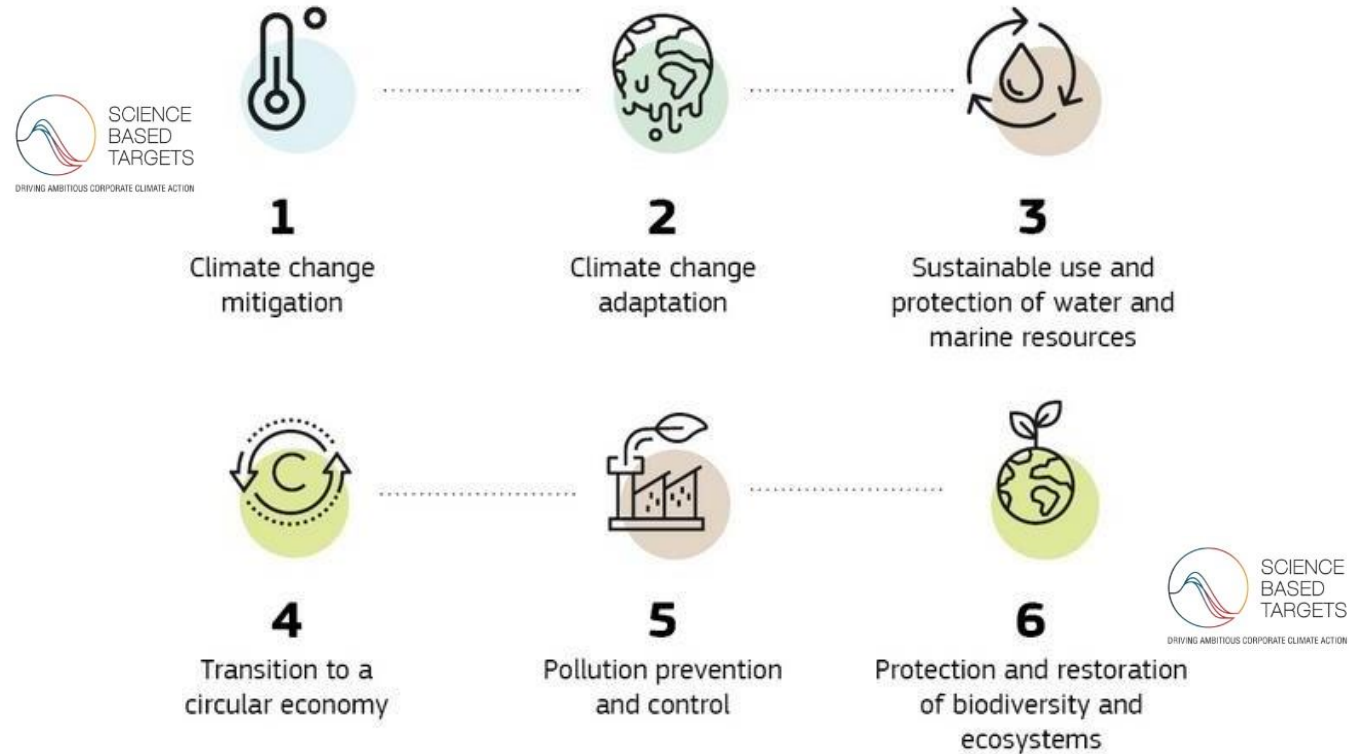 SCIENCE
BASED
TARGETS
DRIVING AMBITIOUS CORPORATE CLIMATE ACTION
1
Climate change
mitigation
2
Climate change
adaptation
3
Sustainable use and
protection of water and
marine resources
C
4
Transition to a
circular economy
5
Pollution prevention
and control
6
Protection and restoration
of biodiversity and
ecosystems
SCIENCE
BASED
TARGETS
DRIVING AMBITIOUS CORPORATE CLIMATE ACTION